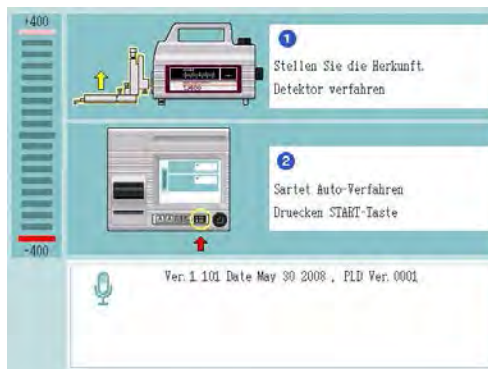 +400
1
Stellen Sie die Herkunft.
Detektor verfahren
2
Sartet Auto-Verfahren
Druecken START-Taste
-400
Ver.1 101 Date May 30 2008 , PLD Ver. 0001